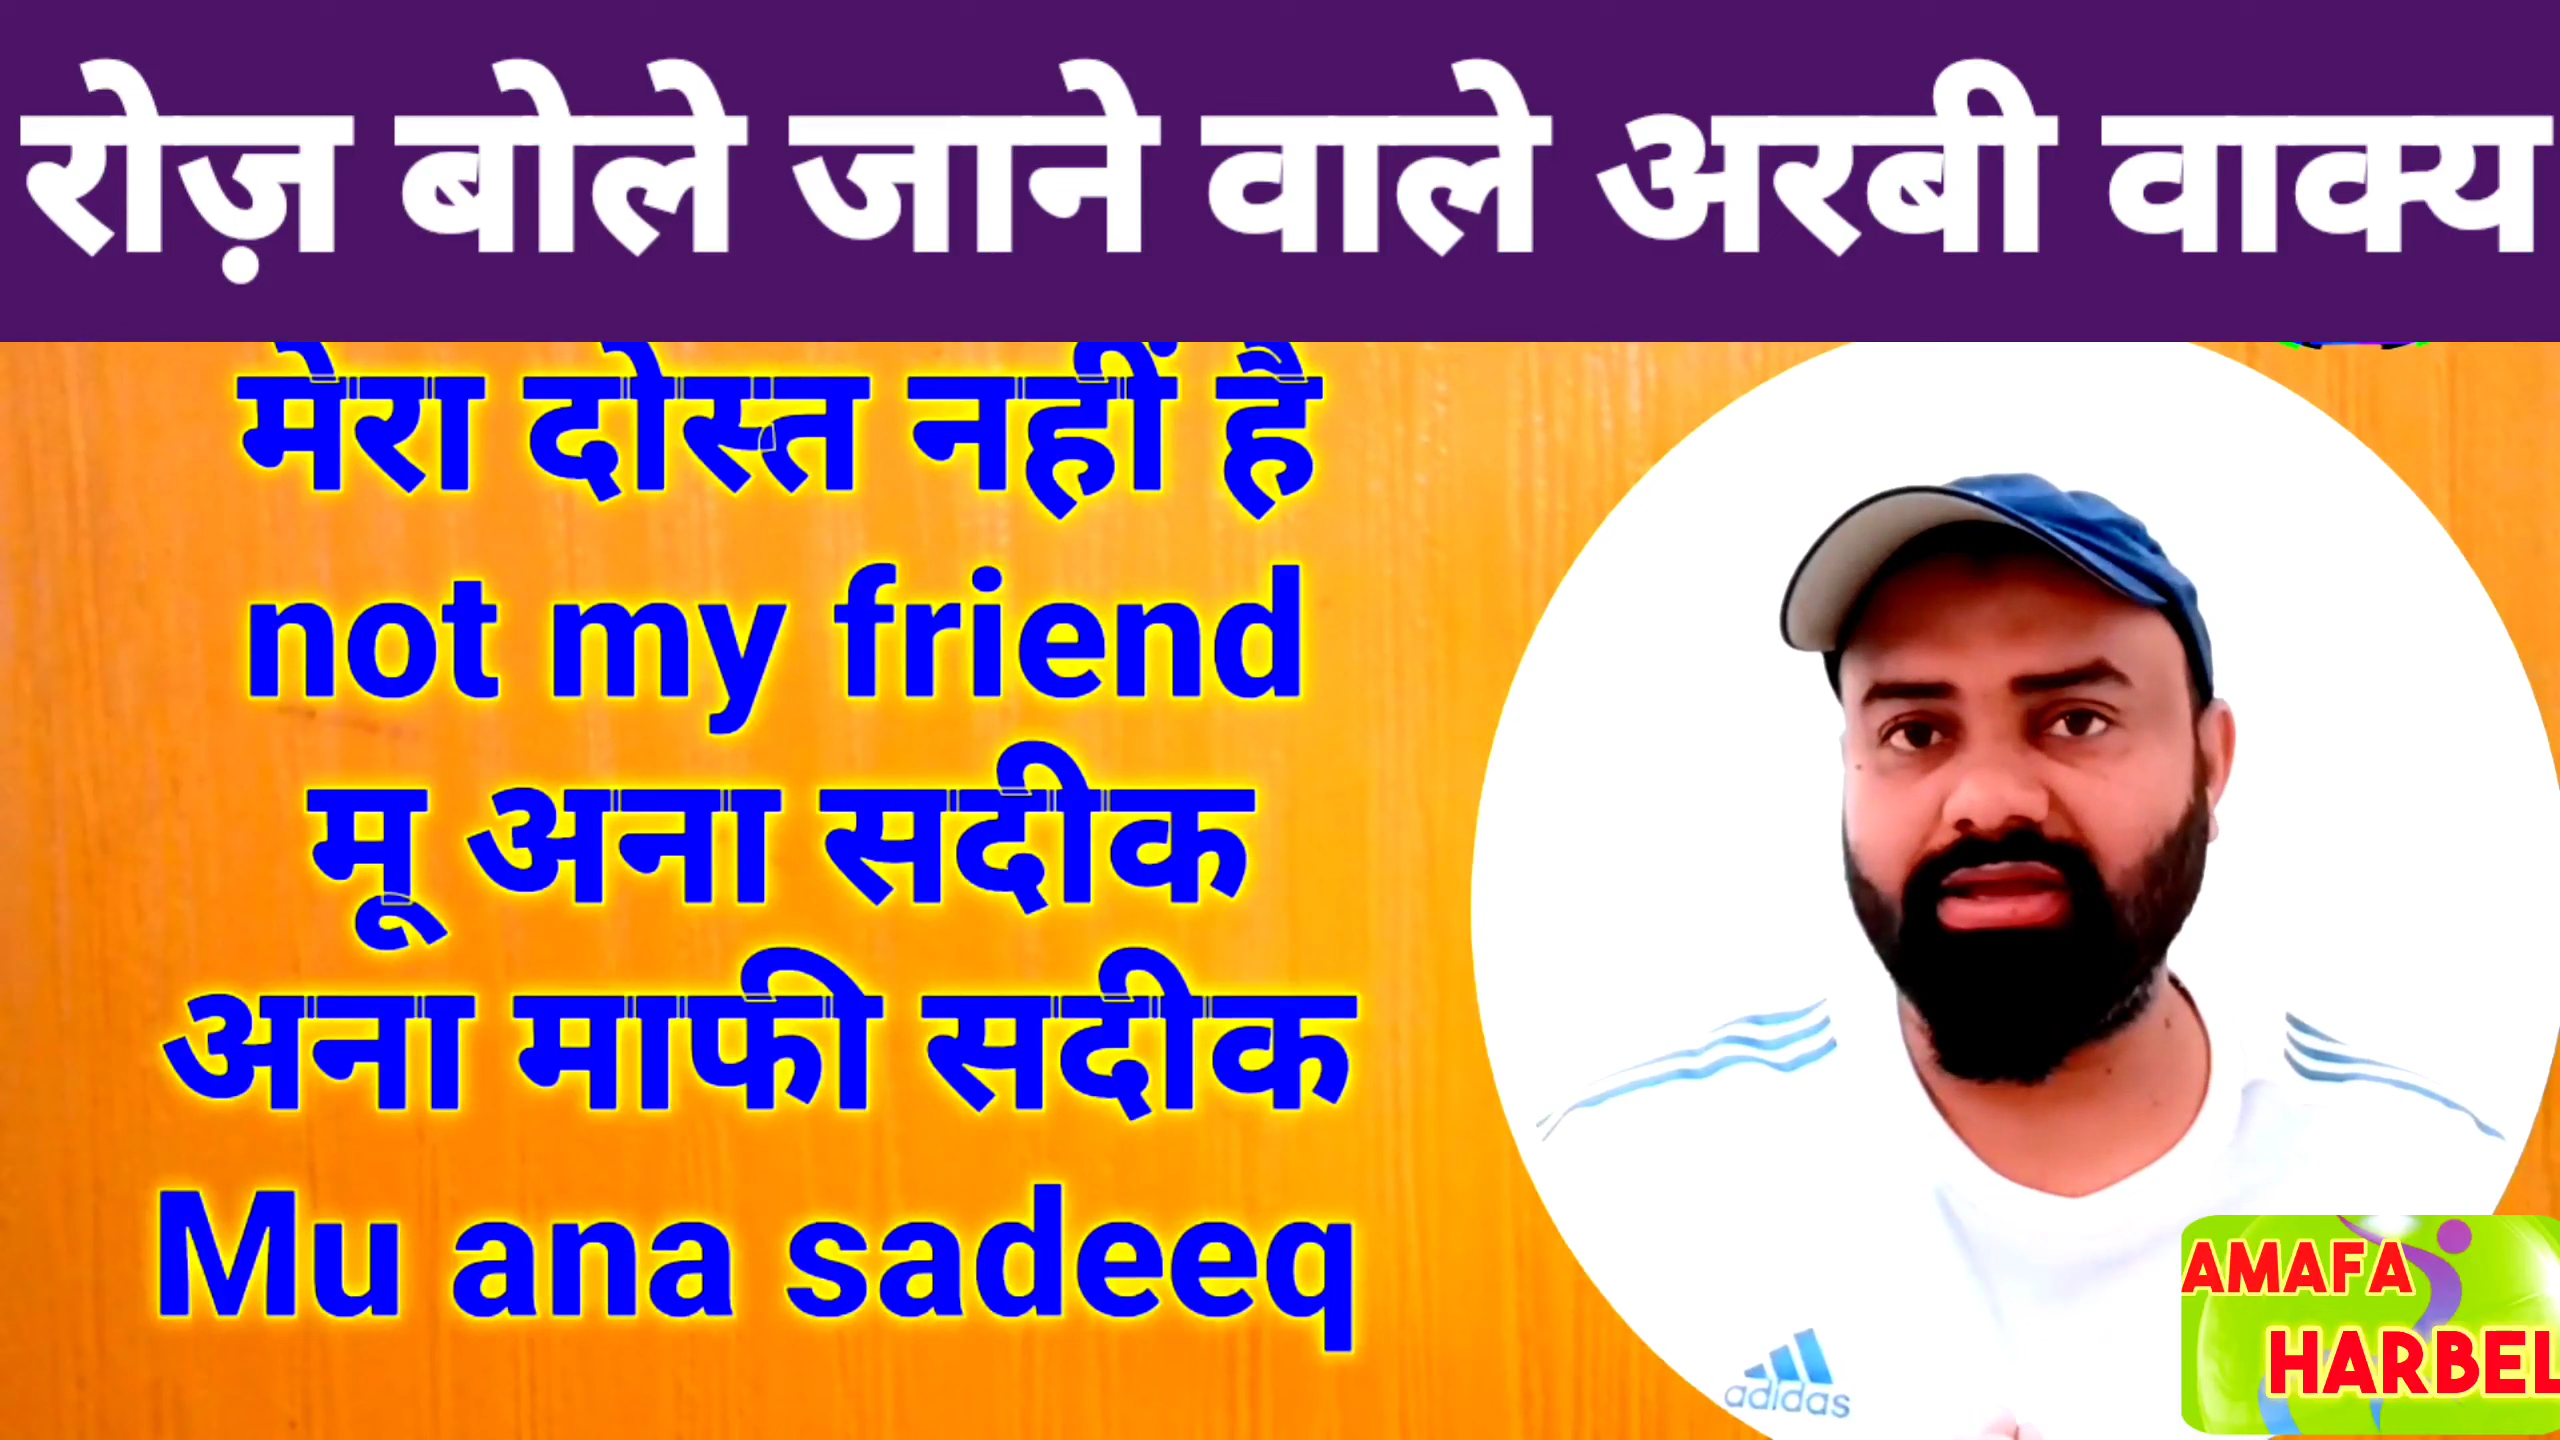 रोज़ बोले जाने वाले अरबी वाक्य
मेरा दोस्त नहीं है
not my friend
मू अना सदीक
अना माफी सदीक
Mu ana sadeeq
adidas
AMAFA
HARBEL